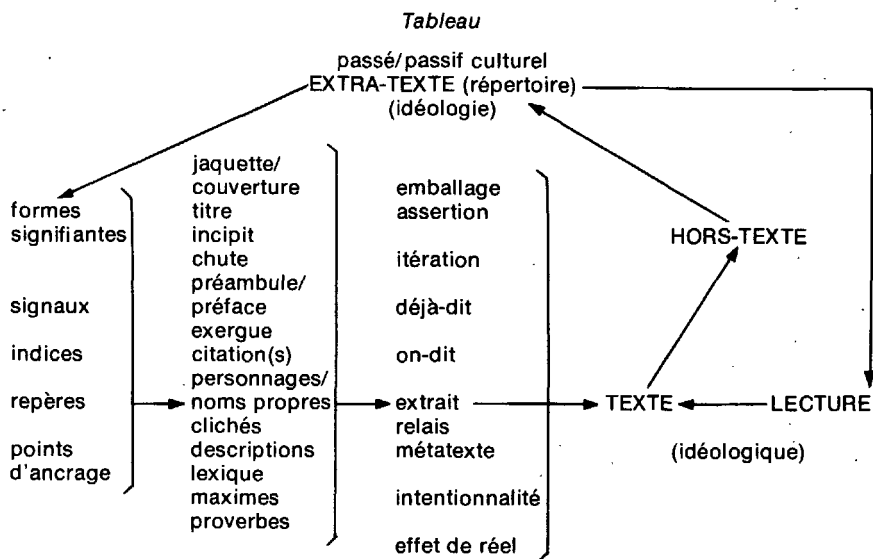 Tableau
passé/passif culturel
EXTRA-TEXTE (répertoire)
(idéologie)
formes
signifiantes
signaux
indices
repères
points
d'ancrage
jaquette/
couverture
titre
incipit
chute
préambule/
préface
exergue
citation(s)
personnages/
noms propres
clichés
descriptions
lexique
maximes
proverbes
emballage
assertion
itération
déjà-dit
on-dit
extrait
relais
métatexte
intentionnalité
effet de réel
HORS-TEXTE
TEXTE
LECTURE
(idéologique)